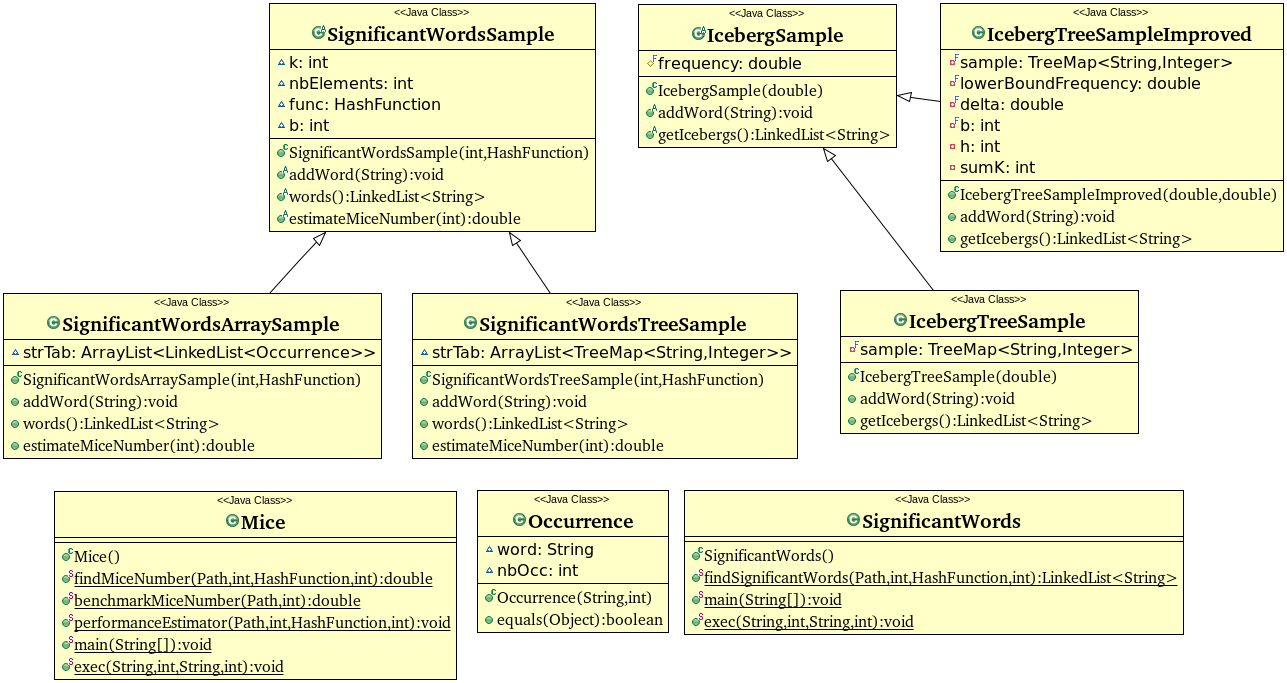 <<Java Class>>
SignificantWordsSample
k: int
nbElements: int
func: HashFunction
b: int
SignificantWordsSample(int,HashFunction)
addWord(String):void
words():LinkedList<String>
estimateMiceNumber(int):double
<<Java Class>>
IcebergSample
frequency: double
IcebergSample(double)
addWord(String):void
getIcebergs():LinkedList<String>
<<Java Class>>
IcebergTreeSampleImproved
sample: TreeMap<String,Integer>
lowerBoundFrequency: double
delta: double
b: int
h: int
sumK: int
IcebergTreeSampleImproved(double,double)
addWord(String):void
getIcebergs():LinkedList<String>
<<Java Class>>
SignificantWordsArraySample
strTab: ArrayList<LinkedList<Occurrence>>
SignificantWordsArraySample(int,HashFunction)
addWord(String):void
words():LinkedList<String>
estimateMiceNumber(int):double
<<Java Class>>
SignificantWordsTreeSample
strTab: ArrayList<TreeMap<String,Integer>>
SignificantWordsTreeSample(int,HashFunction)
addWord(String):void
words():LinkedList<String>
estimateMiceNumber(int):double
<<Java Class>>
IcebergTreeSample
sample: TreeMap<String,Integer>
IcebergTreeSample(double)
addWord(String):void
getIcebergs():LinkedList<String>
<<Java Class>>
Mice
Mice()
findMiceNumber(Path,int,HashFunction,int):double
benchmarkMiceNumber(Path,int):double
performanceEstimator(Path,int,HashFunction,int):void
main(String[]):void
exec(String,int,String,int):void
<<Java Class>>
Occurrence
word: String
nbOcc: int
Occurrence(String,int)
equals(Object):boolean
<<Java Class>>
SignificantWords
SignificantWords()
findSignificantWords(Path,int,HashFunction,int):LinkedList<String>
main(String[]):void
exec(String,int,String,int):void